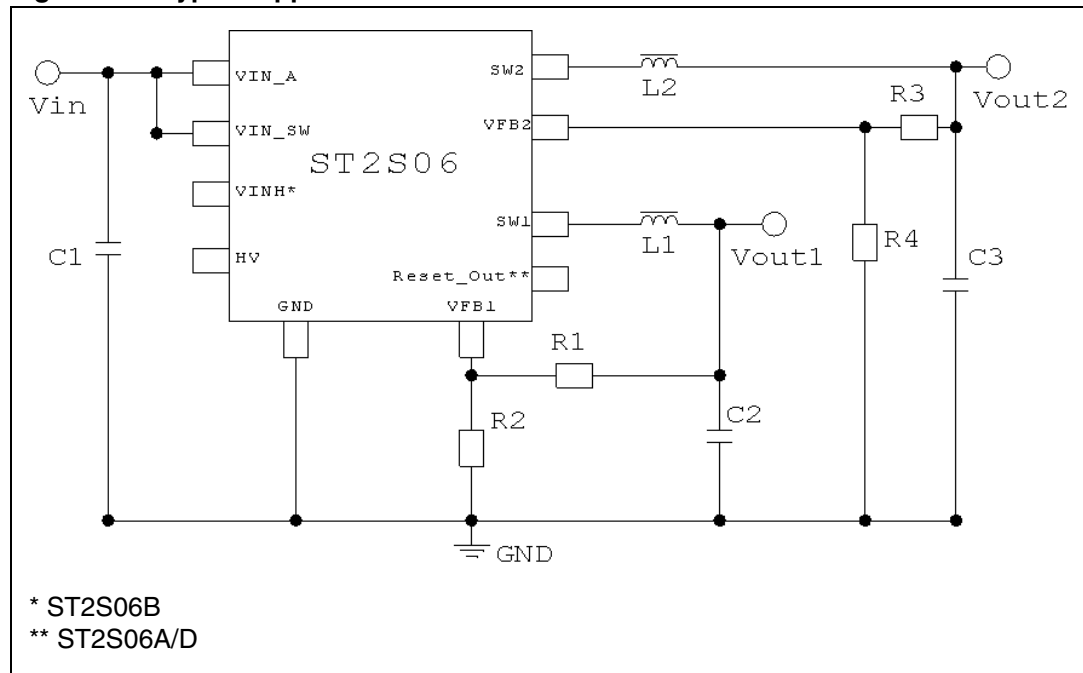 Vin
VIN_A
VIN_SW
VINH*
HV
GND
VFB1
SW2
VFB2
SW1
Reset_Out**
ST2S06
L2
R3
Vout2
L1
Vout1
R4
C3
C1
R1
R2
C2
GND
* ST2S06B
** ST2S06A/D